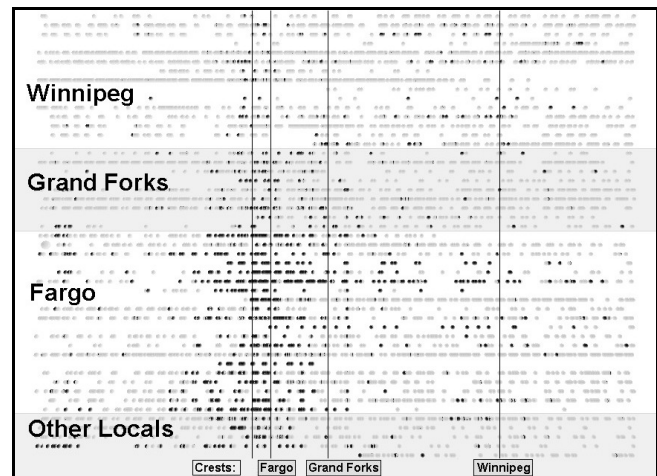 Winnipeg
Grand Forks
Fargo
Other Locals
Crests: Fargo Grand Forks Winnipeg